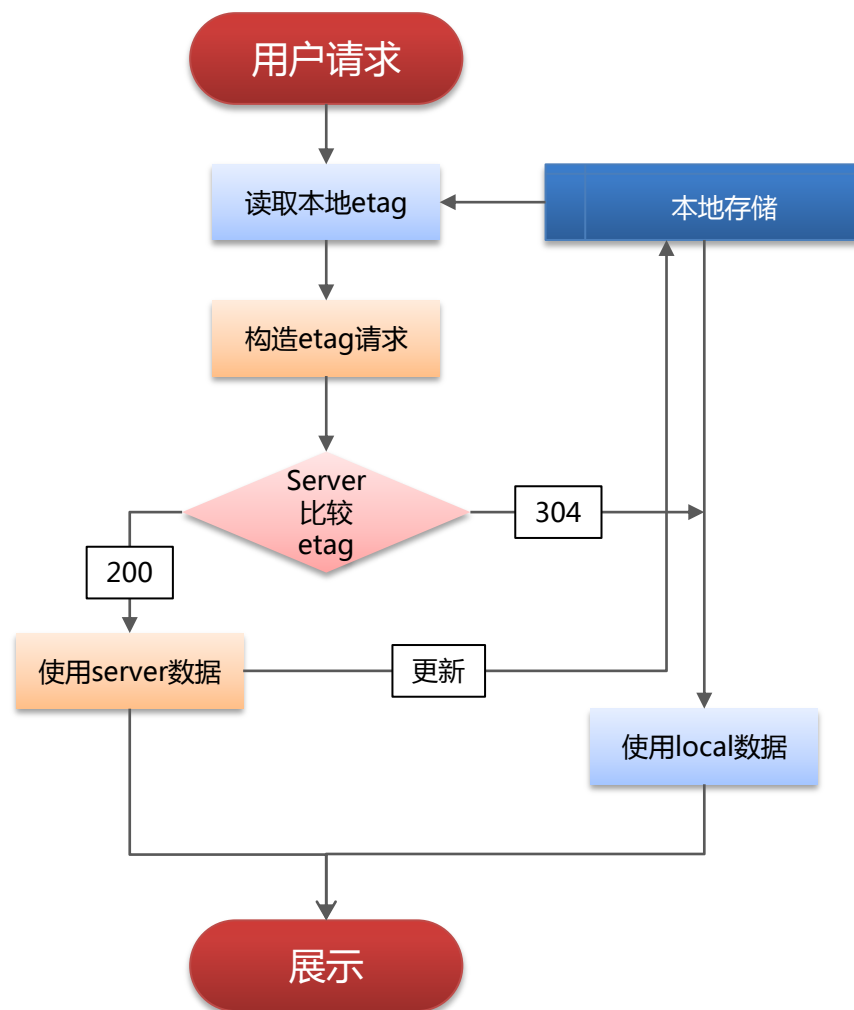 用户请求
读取本地etag
本地存储
构造etag请求
Server
比较
etag
304
200
使用server数据
更新
使用local数据
展示